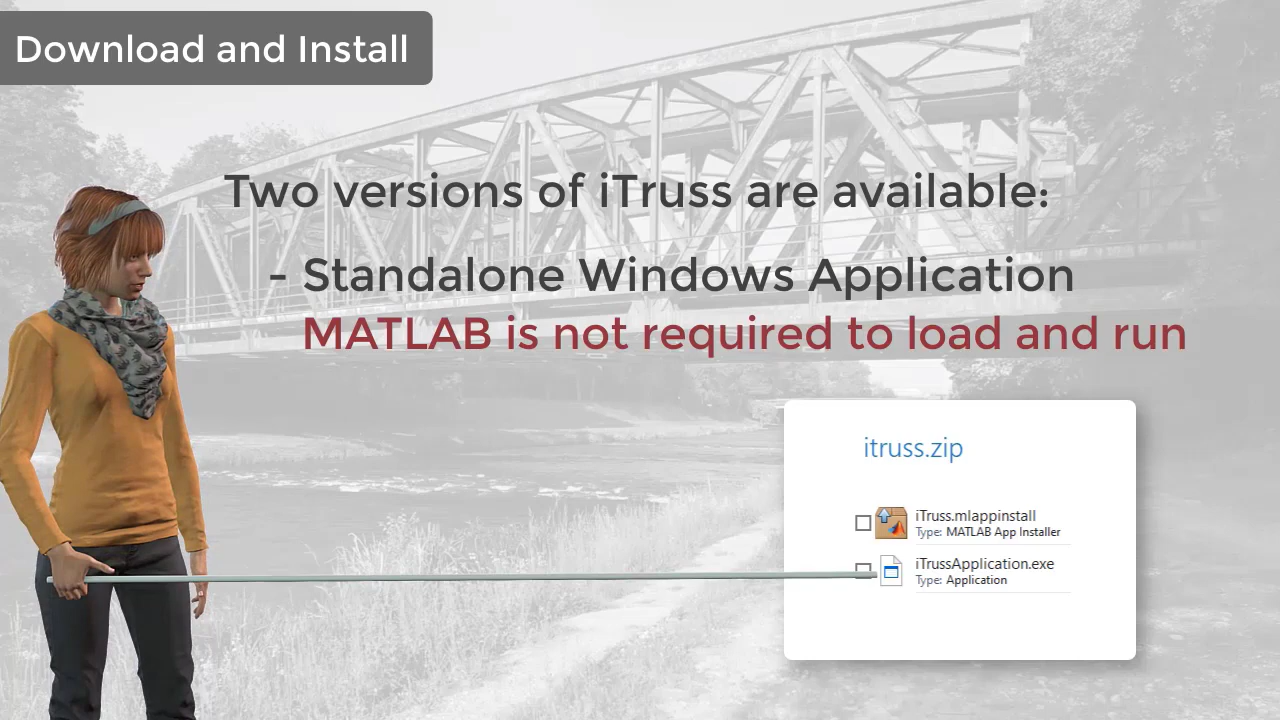 Download and Install
Two versions of iTruss are available:
- Standalone Windows Application
MATLAB is not required to load and run
itruss.zip
iTruss.mlappinstall
Type: MATLAB App Installer
iTrussApplication.exe
Type: Application